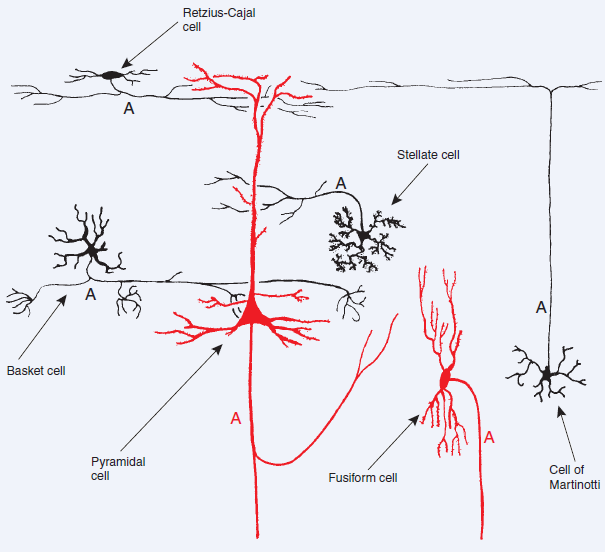 Retzius-Cajal
cell
A
Stellate cell
A
A
A
Basket cell
A
Pyramidal
cell
A
Fusiform cell
Cell of
Martinotti